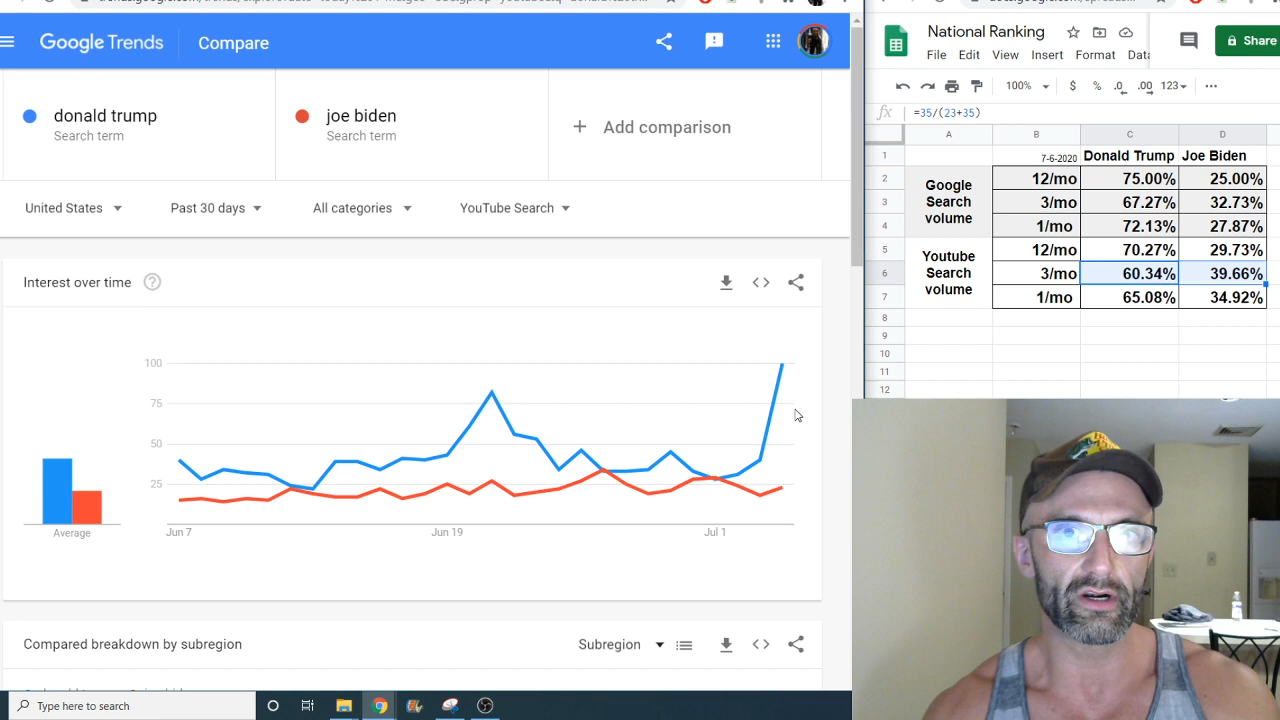 Google Trends
Compare
donald trump
Search term
joe biden
Search term
+ Add comparison
United States
Past 30 days
All categories
YouTube Search
Interest over time
?
100
75
50
25
Average
Jun 7
Jun 19
Jul 1
Compared breakdown by subregion
Subregion
Type here to search
National Ranking
Share
File Edit View Insert Format Data
100% $ % .0 .00 123
fx =35/(23+35)
A B C D
1 7-6-2020 Donald Trump Joe Biden
Google Search volume
2 12/mo 75.00% 25.00%
3 3/mo 67.27% 32.73%
4 1/mo 72.13% 27.87%
Youtube Search volume
5 12/mo 70.27% 29.73%
6 3/mo 60.34% 39.66%
7 1/mo 65.08% 34.92%
8
9
10
11
12